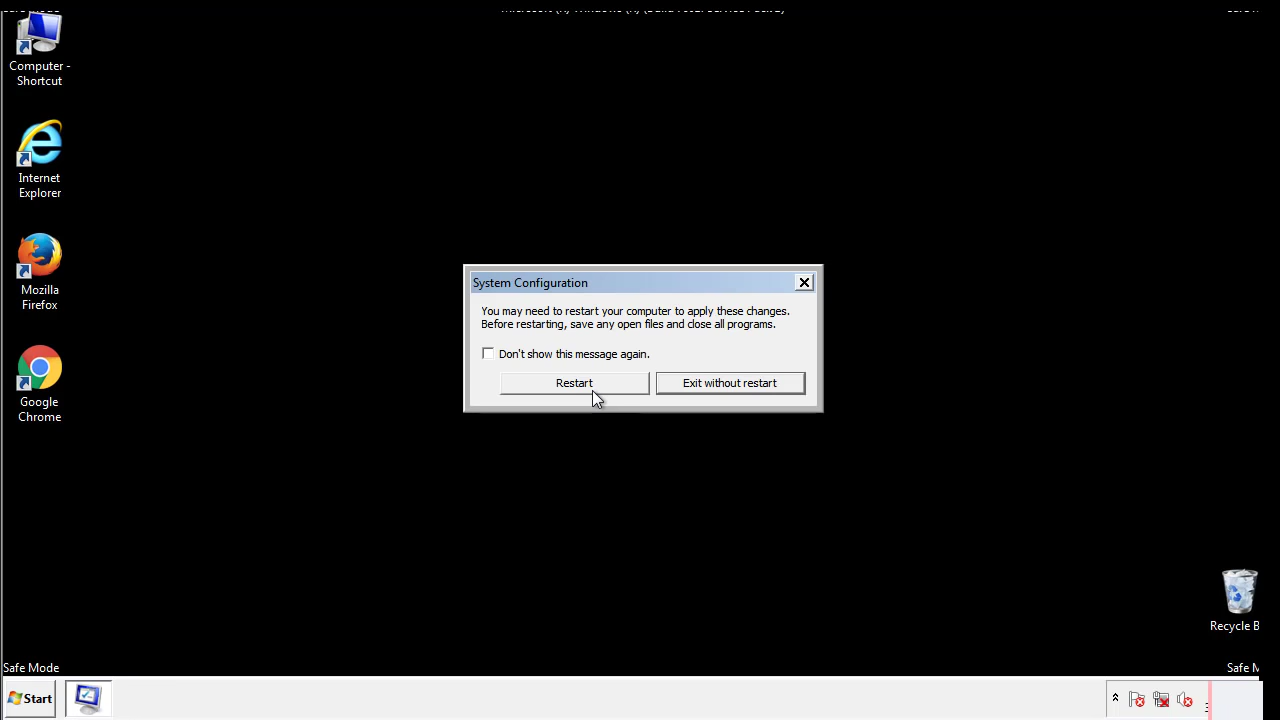 Computer -
Shortcut
Internet
Explorer
Mozilla
Firefox
Google
Chrome
System Configuration
You may need to restart your computer to apply these changes.
Before restarting, save any open files and close all programs.
Don't show this message again.
Restart
Exit without restart
Recycle B
Safe Mode
Safe M
Start